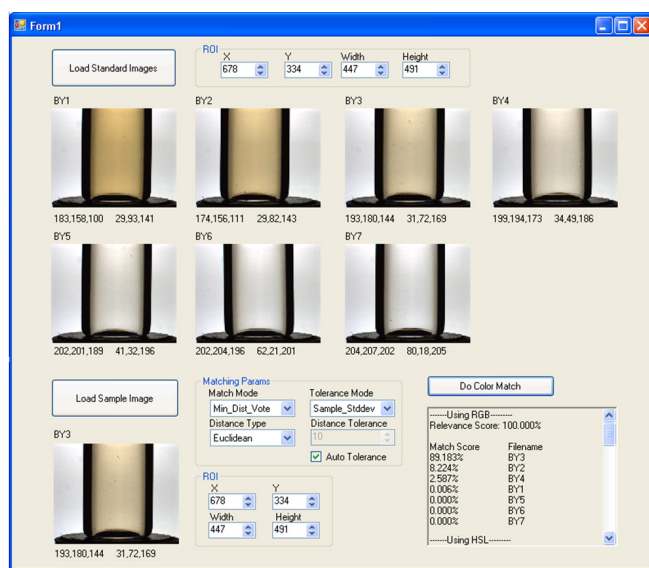 Form1
Load Standard Images
ROI
X Y Width Height
678 334 447 491
BY1 BY2 BY3 BY4
183,158,100 29,93,141 174,156,111 29,82,143 193,180,144 31,72,169 199,194,173 34,49,186
BY5 BY6 BY7
202,201,189 41,32,196 202,204,196 62,21,201 204,207,202 80,18,205
Load Sample Image
BY3
193,180,144 31,72,169
Matching Params
Match Mode Tolerance Mode
Min_Dist_Vote Sample_Stddev
Distance Type Distance Tolerance
Euclidean 10
Auto Tolerance
ROI
X Y
678 334
Width Height
447 491
Do Color Match
------Using RGB---------
Relevance Score: 100.000%
Match Score Filename
89.183% BY3
8.224% BY2
2.587% BY4
0.006% BY1
0.000% BY5
0.000% BY6
0.000% BY7
------Using HSL---------